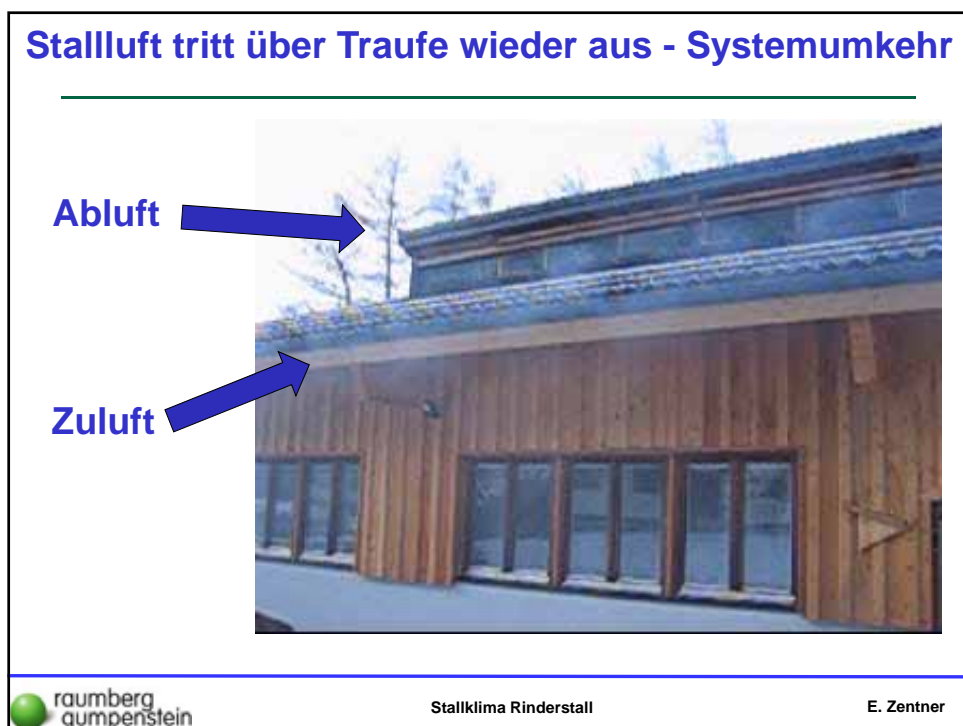 Stallluft tritt über Traufe wieder aus - Systemumkehr
Abluft
Zuluft
raumberg
gumpenstein
Stallklima Rinderstall
E. Zentner